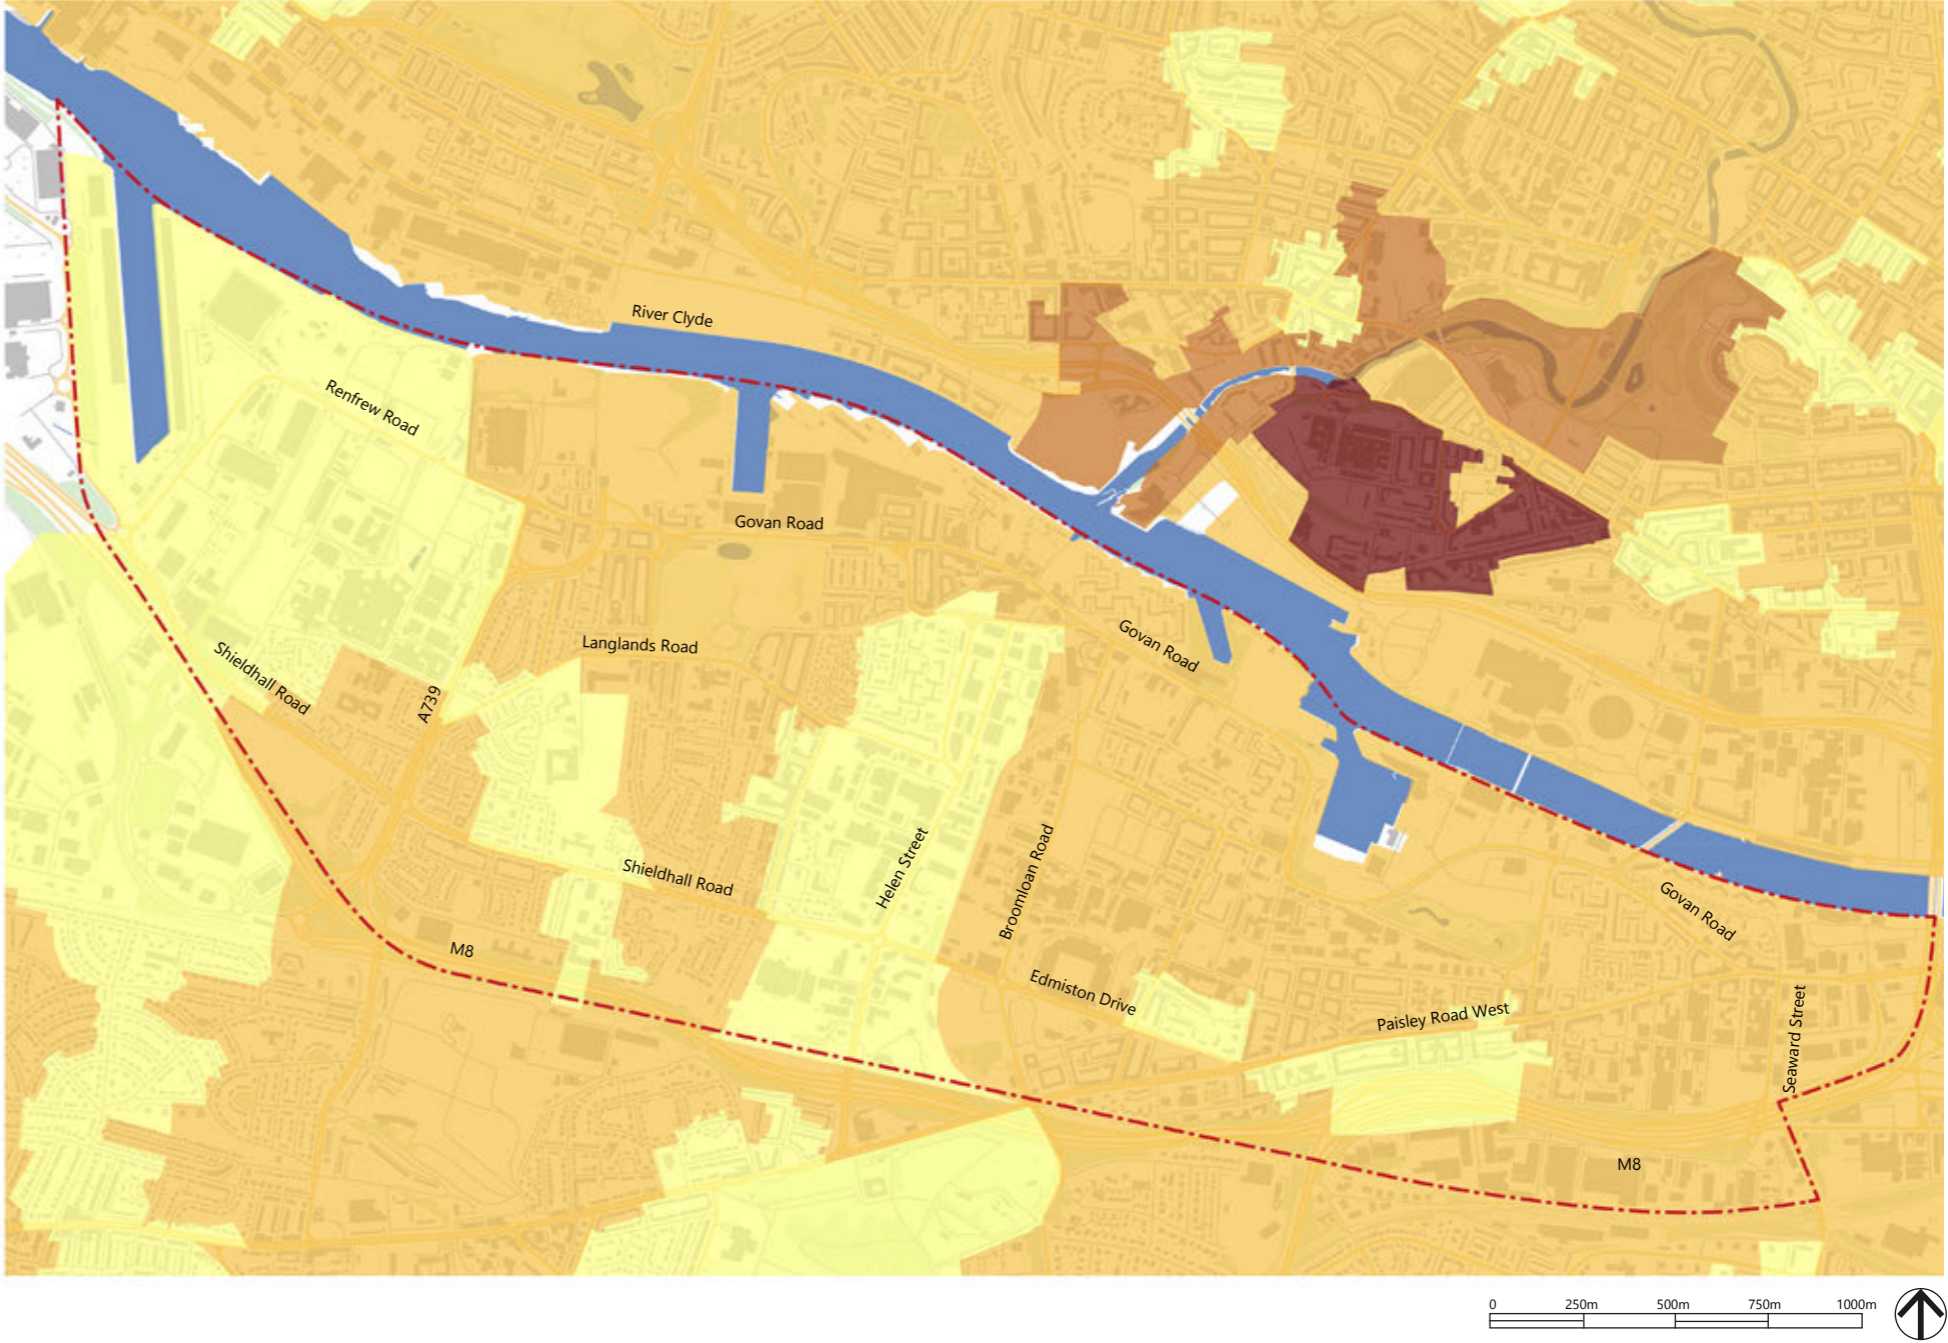 River Clyde
Renfrew Road
Govan Road
Langlands Road
Govan Road
Shieldhall Road
A739
Helen Street
Broomloan Road
Shieldhall Road
Govan Road
M8
Edmiston Drive
Paisley Road West
Seaward Street
M8
0 250m 500m 750m 1000m